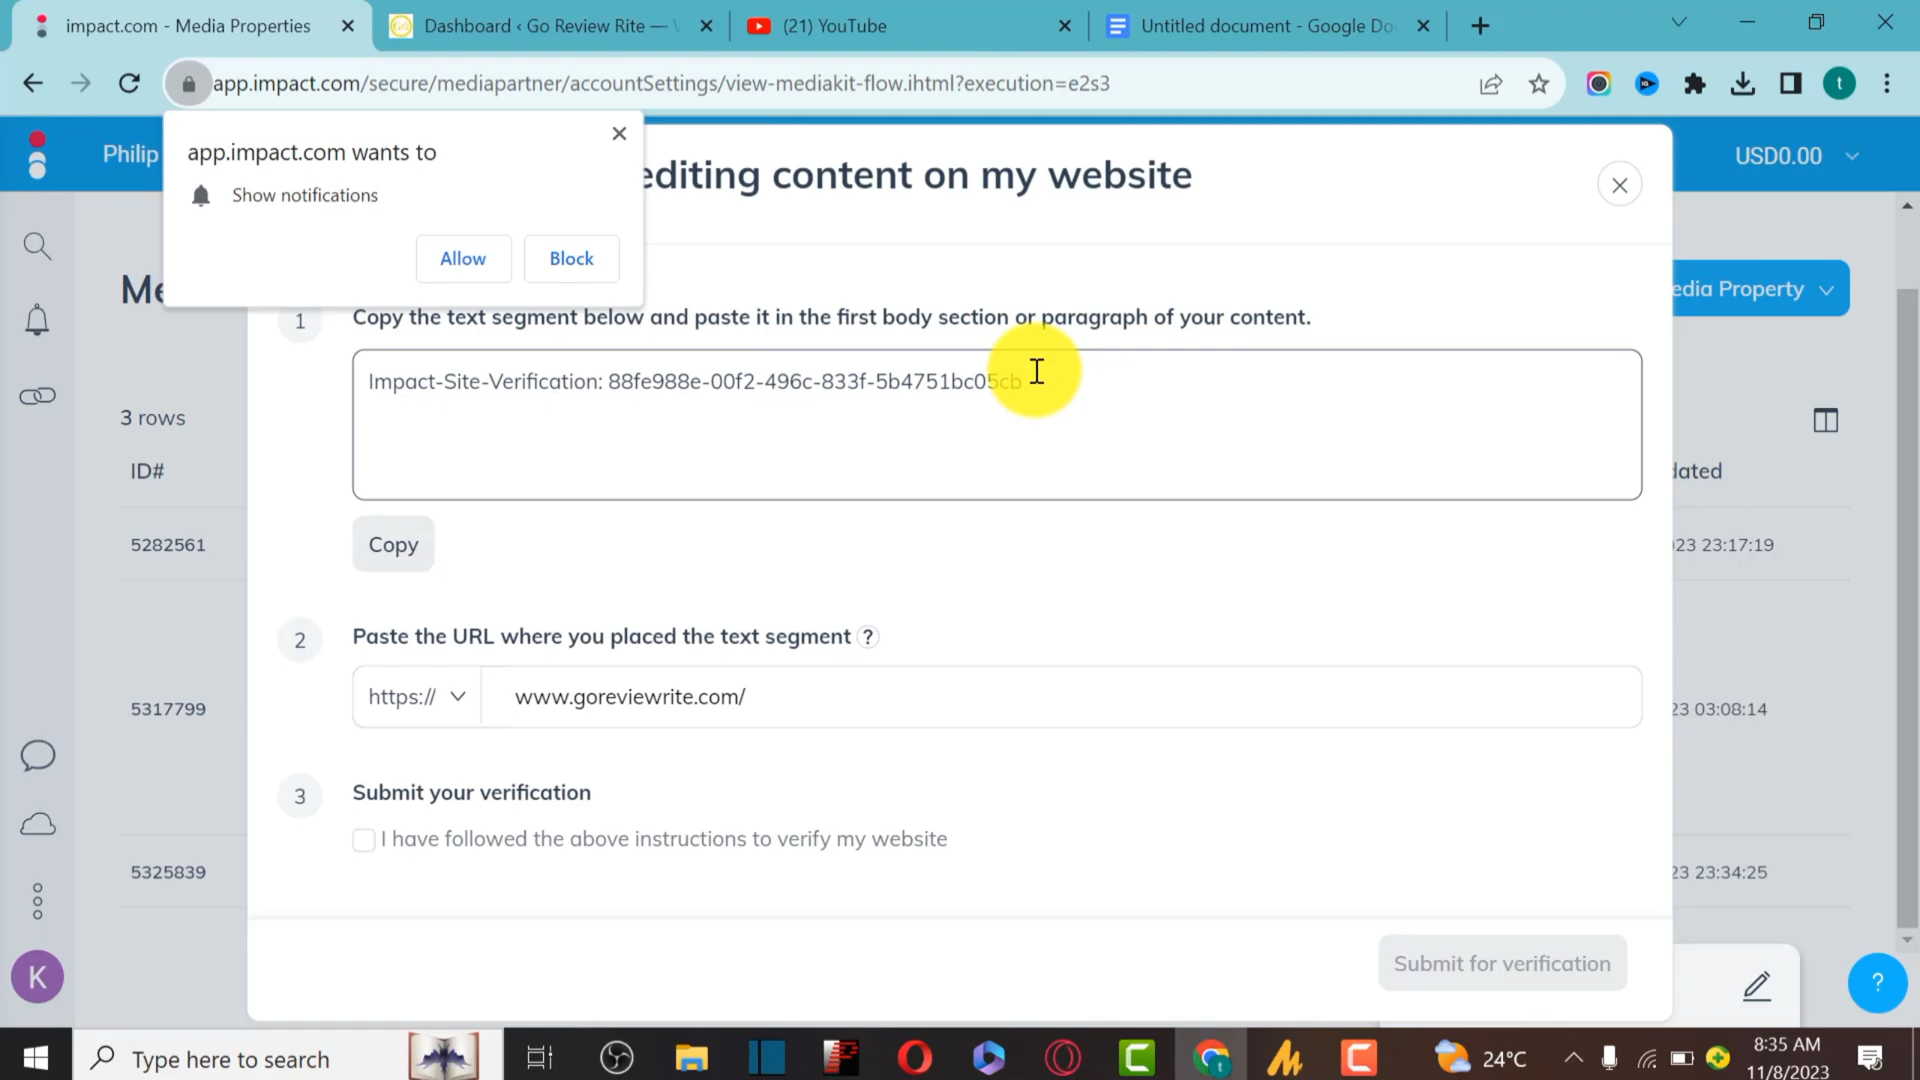 impact.com - Media Properties
Dashboard ‹ Go Review Rite —
(21) YouTube
Untitled document - Google Do
app.impact.com/secure/mediapartner/accountSettings/view-mediakit-flow.ihtml?execution=e2s3
t
Philip
USD0.00
app.impact.com wants to
Show notifications
Allow
Block
editing content on my website
Me
edia Property
1
Copy the text segment below and paste it in the first body section or paragraph of your content.
Impact-Site-Verification: 88fe988e-00f2-496c-833f-5b4751bc05cb
3 rows
ID#
dated
5282561
23 23:17:19
Copy
2
Paste the URL where you placed the text segment ?
https://
www.goreviewrite.com/
5317799
23 03:08:14
3
Submit your verification
I have followed the above instructions to verify my website
5325839
23 23:34:25
Submit for verification
K
?
Type here to search
24°C
8:35 AM
11/8/2023